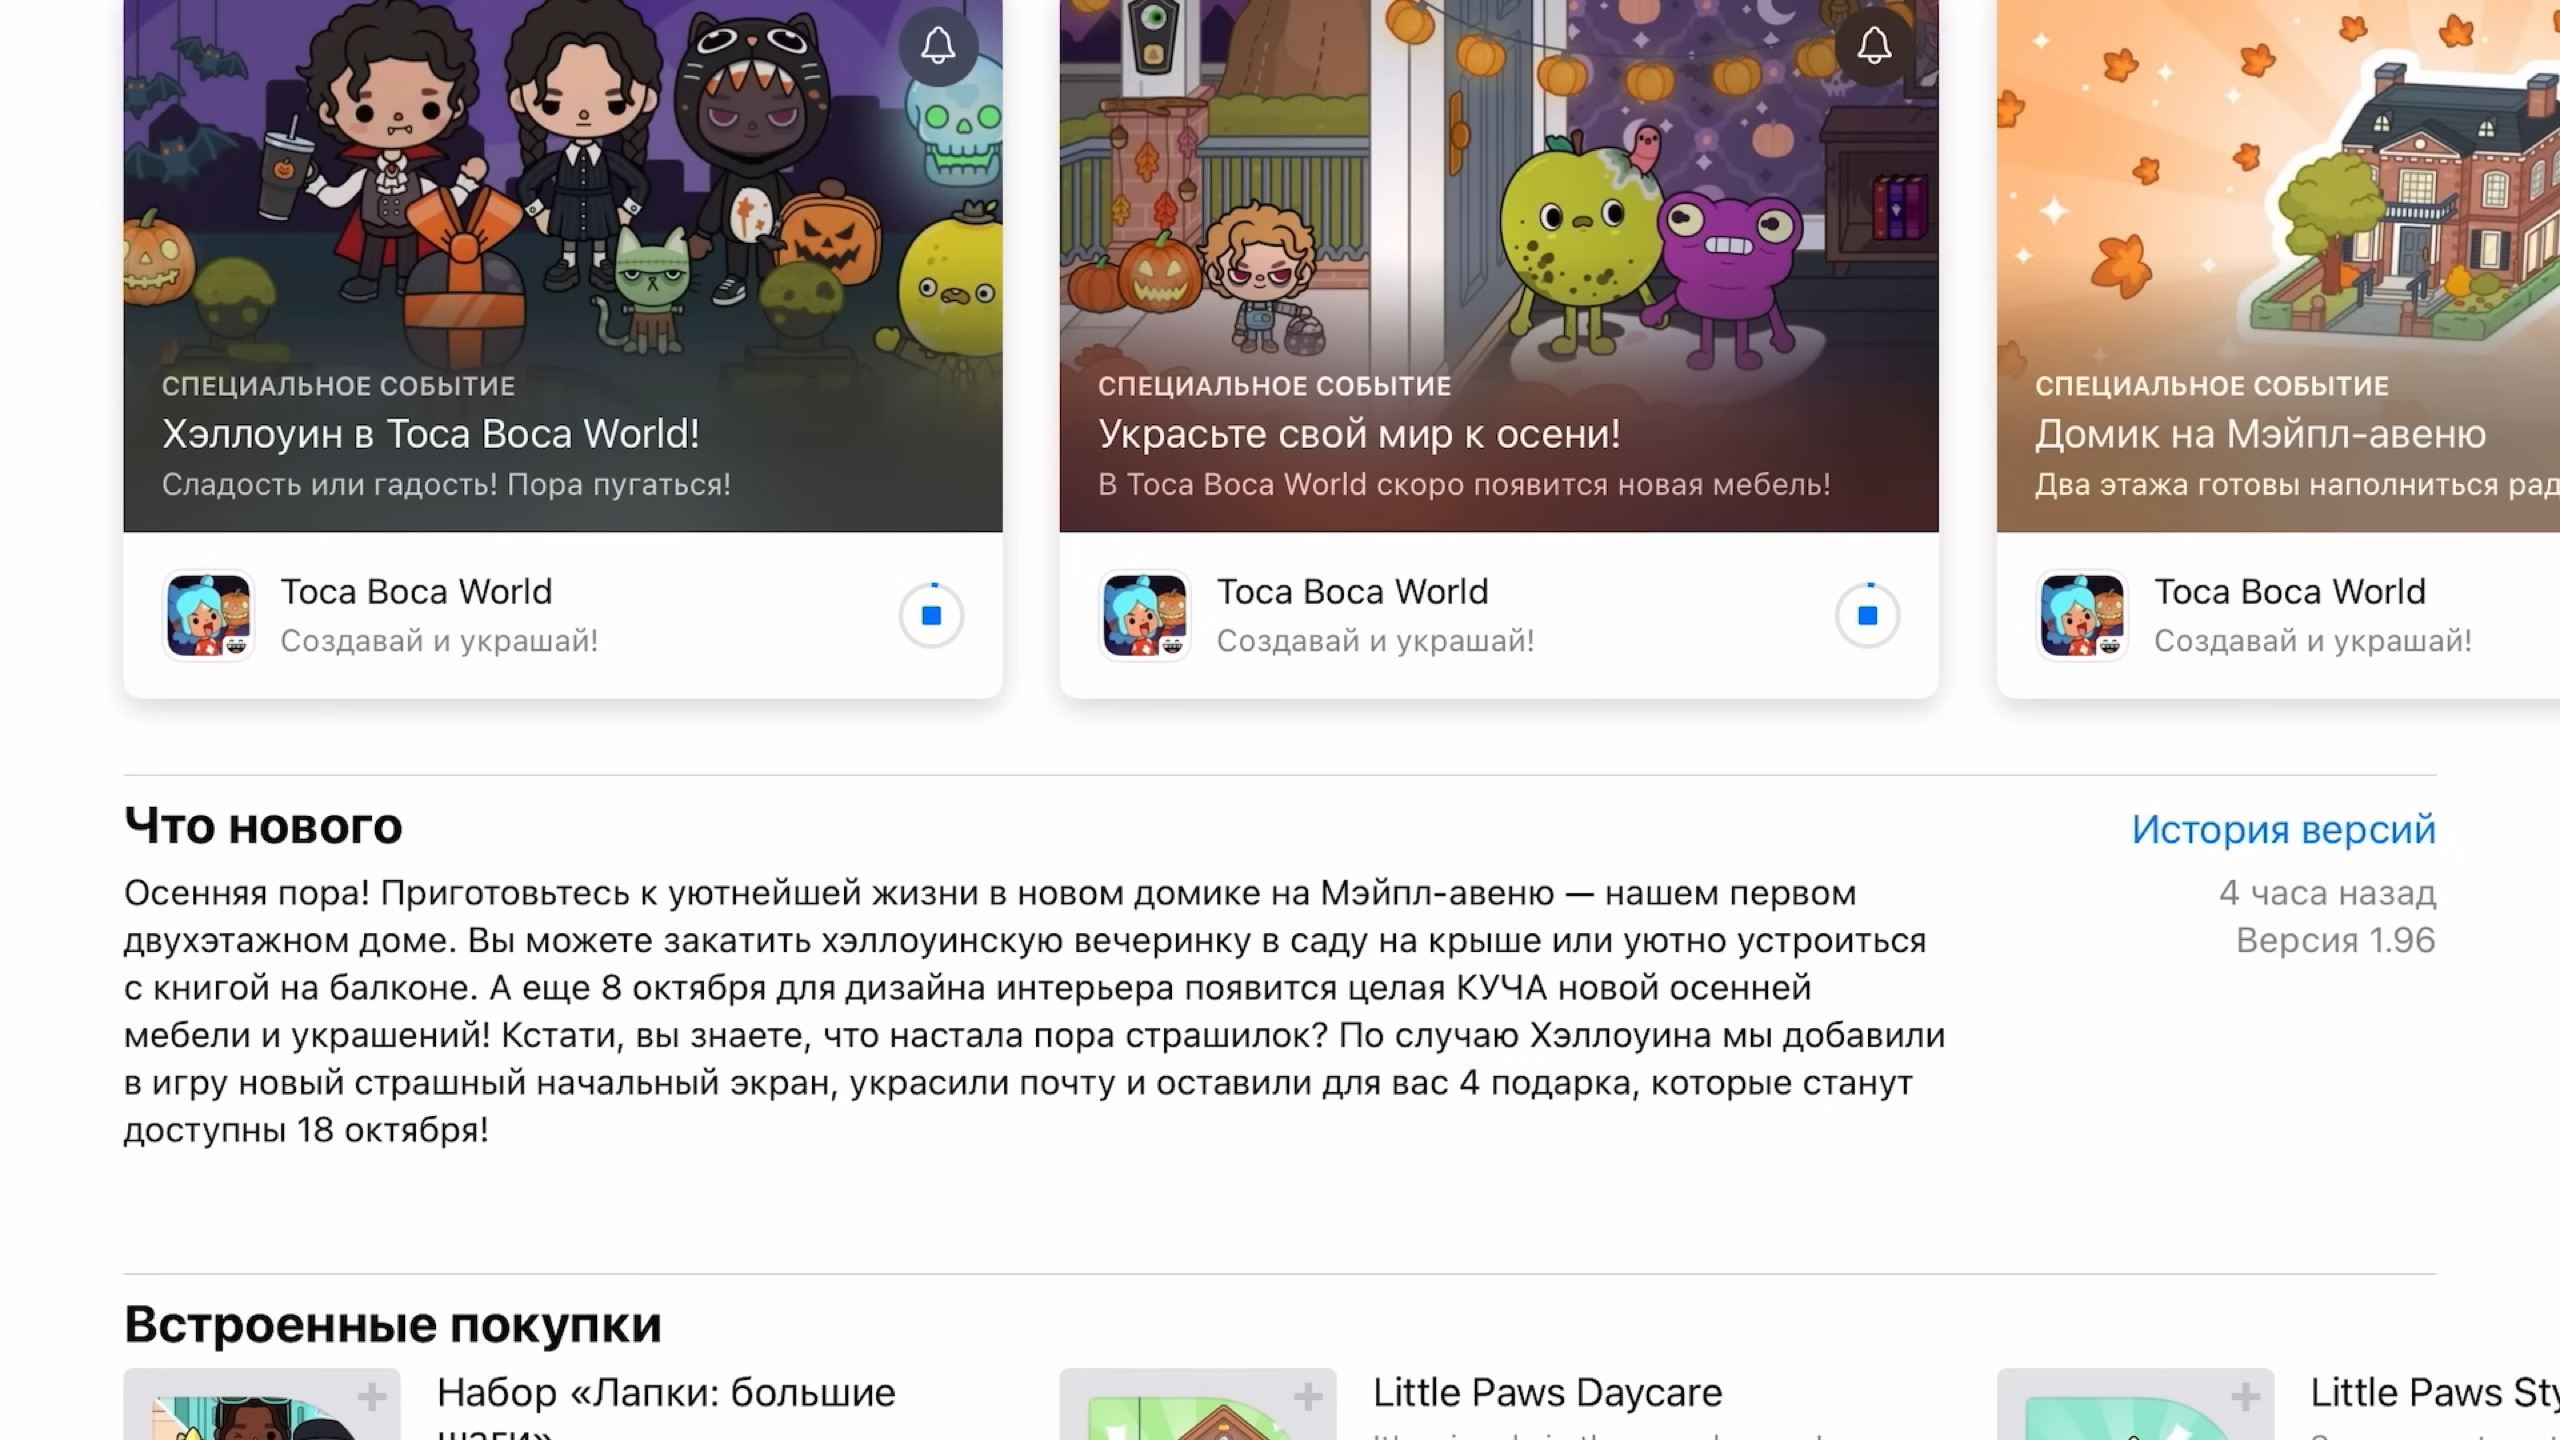 СПЕЦИАЛЬНОЕ СОБЫТИЕ
Хэллоуин в Toca Boca World!
Сладость или гадость! Пора пугаться!
Toca Boca World
Создавай и украшай!
СПЕЦИАЛЬНОЕ СОБЫТИЕ
Украсьте свой мир к осени!
В Toca Boca World скоро появится новая мебель!
Toca Boca World
Создавай и украшай!
СПЕЦИАЛЬНОЕ СОБЫТИЕ
Домик на Мэйпл-авеню
Два этажа готовы наполниться рад
Toca Boca World
Создавай и украшай!
Что нового
История версий
Осенняя пора! Приготовьтесь к уютнейшей жизни в новом домике на Мэйпл-авеню — нашем первом
двухэтажном доме. Вы можете закатить хэллоуинскую вечеринку в саду на крыше или уютно устроиться
с книгой на балконе. А еще 8 октября для дизайна интерьера появится целая КУЧА новой осенней
мебели и украшений! Кстати, вы знаете, что настала пора страшилок? По случаю Хэллоуина мы добавили
в игру новый страшный начальный экран, украсили почту и оставили для вас 4 подарка, которые станут
доступны 18 октября!
4 часа назад
Версия 1.96
Встроенные покупки
Набор «Лапки: большие
шаги»
Little Paws Daycare
Little Paws Sty